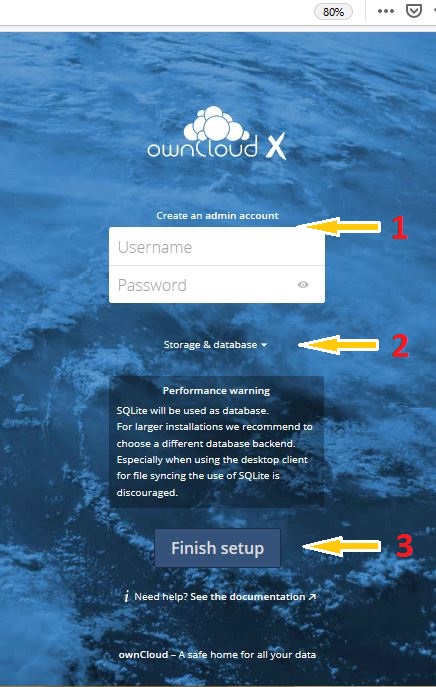 80%
ownCloud X
Create an admin account
1
Username
Password
Storage & database
2
Performance warning
SQLite will be used as database.
For larger installations we recommend to
choose a different database backend.
Especially when using the desktop client
for file syncing the use of SQLite is
discouraged.
Finish setup
3
i Need help? See the documentation ↗
ownCloud – A safe home for all your data